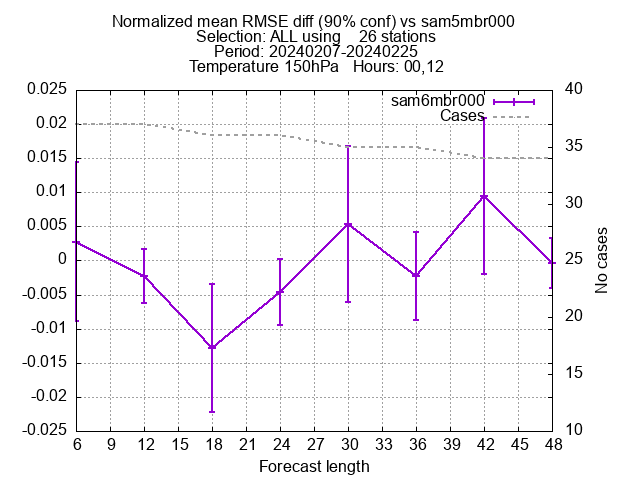 Normalized mean RMSE diff (90% conf) vs sam5mbr000
Selection: ALL using    26 stations
Period: 20240207-20240225
Temperature 150hPa   Hours: 00,12
sam6mbr000
Cases
0.025
0.02
0.015
0.01
0.005
0
-0.005
-0.01
-0.015
-0.02
-0.025
40
35
30
25
20
15
10
No cases
6 9 12 15 18 21 24 27 30 33 36 39 42 45 48
Forecast length